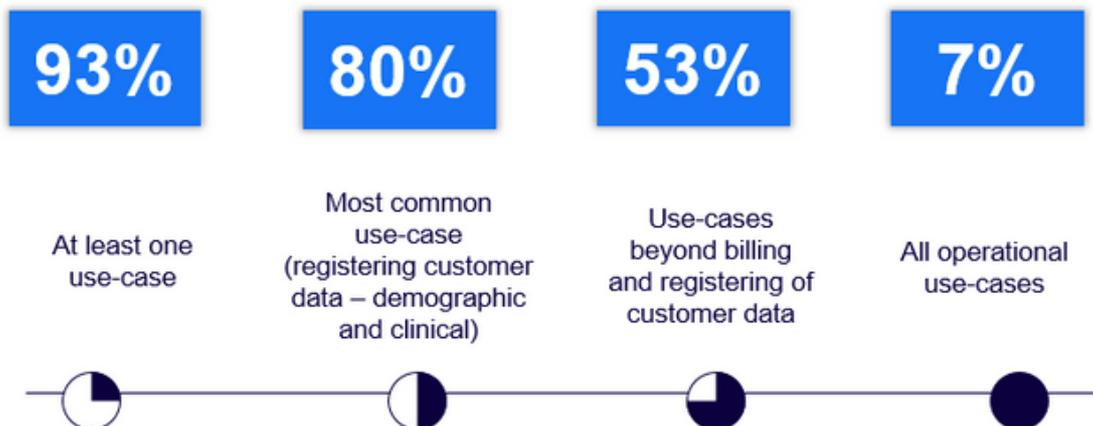 93%
80%
53%
7%
At least one
use-case
Most common
use-case
(registering customer
data – demographic
and clinical)
Use-cases
beyond billing
and registering of
customer data
All operational
use-cases